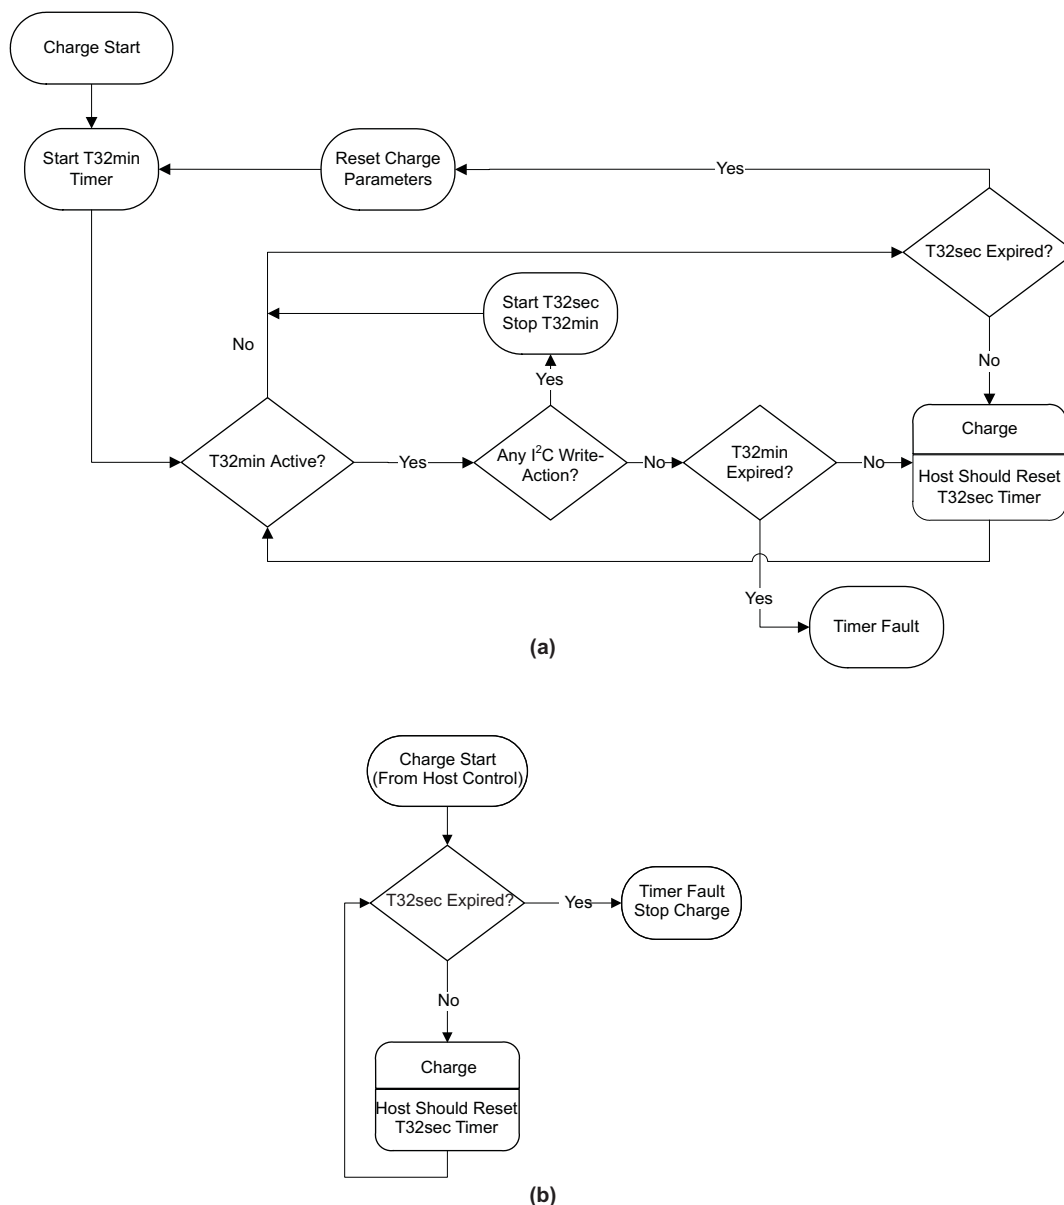 Charge Start
Start T32min
Timer
Reset Charge
Parameters
Yes
T32sec Expired?
Start T32sec
Stop T32min
No
Yes
No
T32min Active?
Yes
Any I²C Write-
Action?
No
T32min
Expired?
No
Charge
Host Should Reset
T32sec Timer
Yes
Timer Fault
(a)
Charge Start
(From Host Control)
T32sec Expired?
Yes
Timer Fault
Stop Charge
No
Charge
Host Should Reset
T32sec Timer
(b)